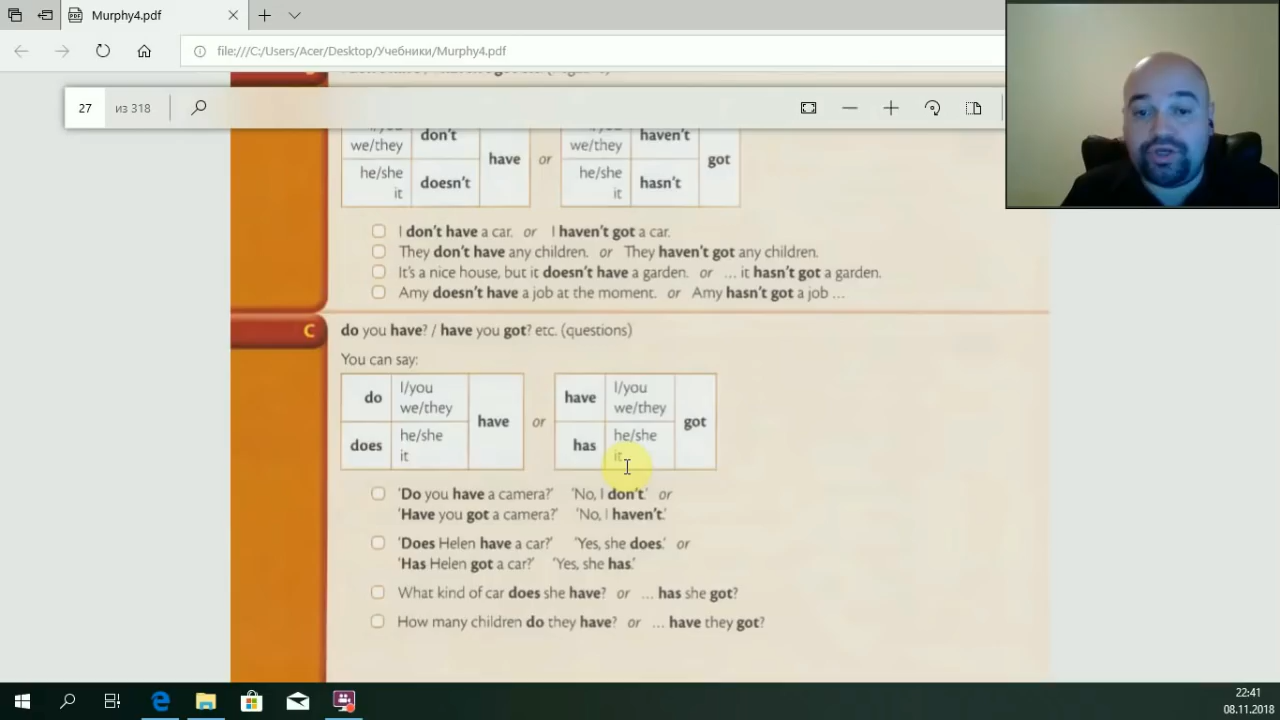 Murphy4.pdf
file:///C:/Users/Acer/Desktop/Учебники/Murphy4.pdf
27 из 318
we/they don't have he/she it doesn't
or
we/they haven't got he/she it hasn't
I don't have a car. or I haven't got a car.
They don't have any children. or They haven't got any children.
It's a nice house, but it doesn't have a garden. or ... it hasn't got a garden.
Amy doesn't have a job at the moment. or Amy hasn't got a job ...
C do you have? / have you got? etc. (questions)
You can say:
do I/you we/they have does he/she it
or
have I/you we/they got has he/she it
'Do you have a camera?' 'No, I don't.' or
'Have you got a camera?' 'No, I haven't.'
'Does Helen have a car?' 'Yes, she does.' or
'Has Helen got a car?' 'Yes, she has.'
What kind of car does she have? or ... has she got?
How many children do they have? or ... have they got?
22:41
08.11.2018